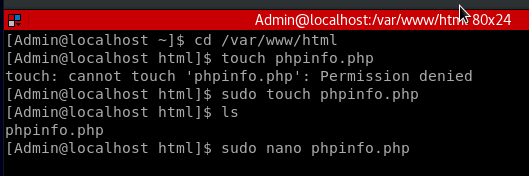 Admin@localhost:/var/www/html 80x24
[Admin@localhost ~]$ cd /var/www/html
[Admin@localhost html]$ touch phpinfo.php
touch: cannot touch 'phpinfo.php': Permission denied
[Admin@localhost html]$ sudo touch phpinfo.php
[Admin@localhost html]$ ls
phpinfo.php
[Admin@localhost html]$ sudo nano phpinfo.php